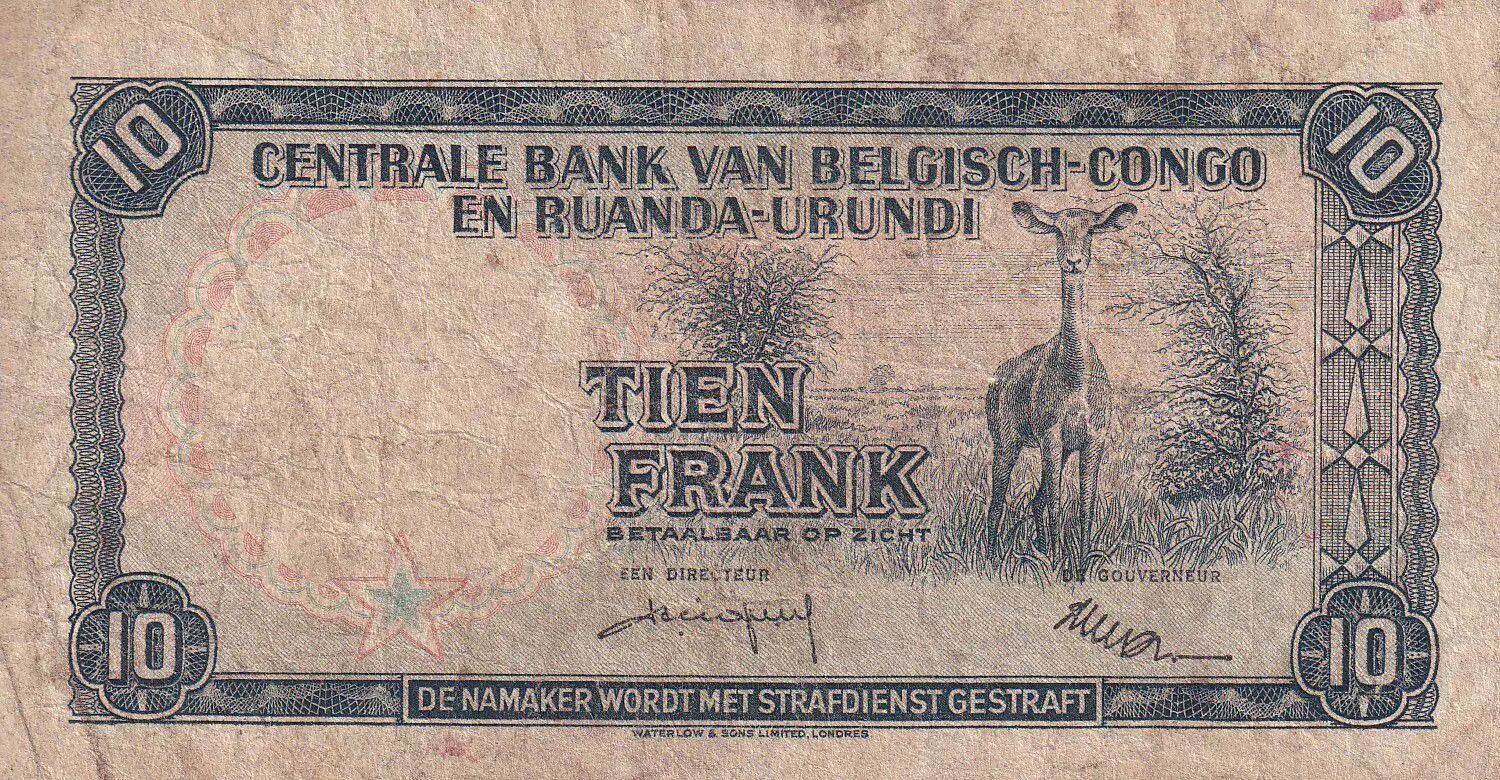 10 10
CENTRALE BANK VAN BELGISCH-CONGO
EN RUANDA-URUNDI
TIEN
FRANK
BETAALBAAR OP ZICHT
EEN DIRECTEUR DE GOUVERNEUR
10 10
DE NAMAKER WORDT MET STRAFDIENST GESTRAFT
WATERLOW & SONS LIMITED, LONDRES